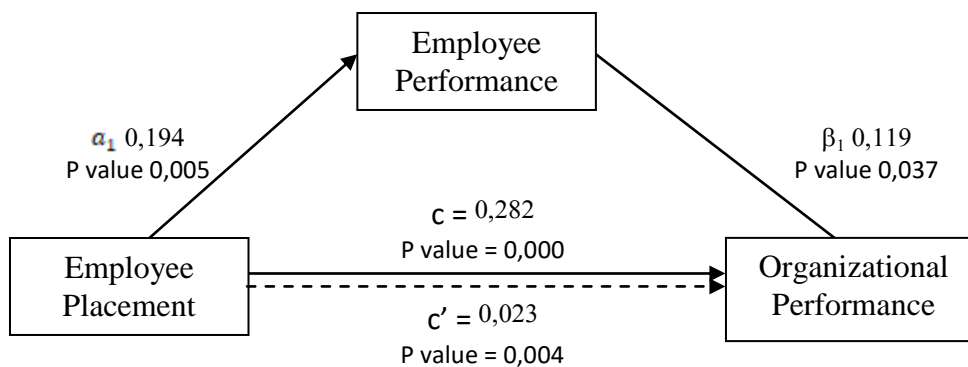 Employee
Performance
a₁ 0,194
P value 0,005
β₁ 0,119
P value 0,037
c = 0,282
P value = 0,000
Employee
Placement
Organizational
Performance
c’ = 0,023
P value = 0,004